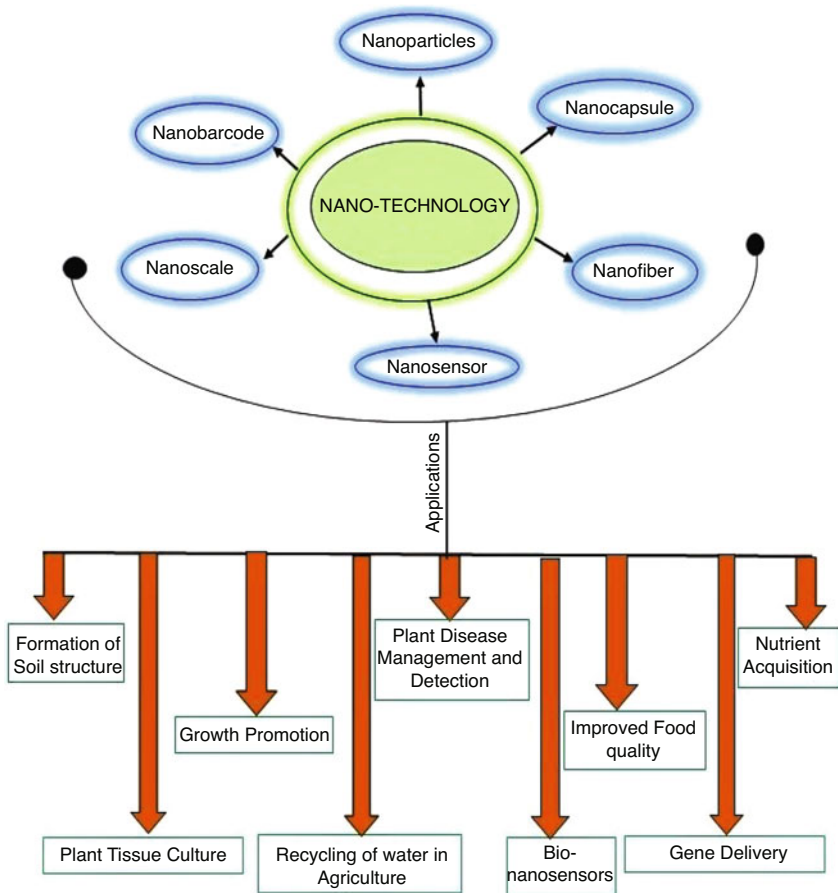 Nanoparticles
Nanobarcode
Nanocapsule
NANO-TECHNOLOGY
Nanoscale
Nanofiber
Nanosensor
Applications
Formation of
Soil structure
Plant Disease
Management and
Detection
Nutrient
Acquisition
Growth Promotion
Improved Food
quality
Plant Tissue Culture
Recycling of water in
Agriculture
Bio-
nanosensors
Gene Delivery